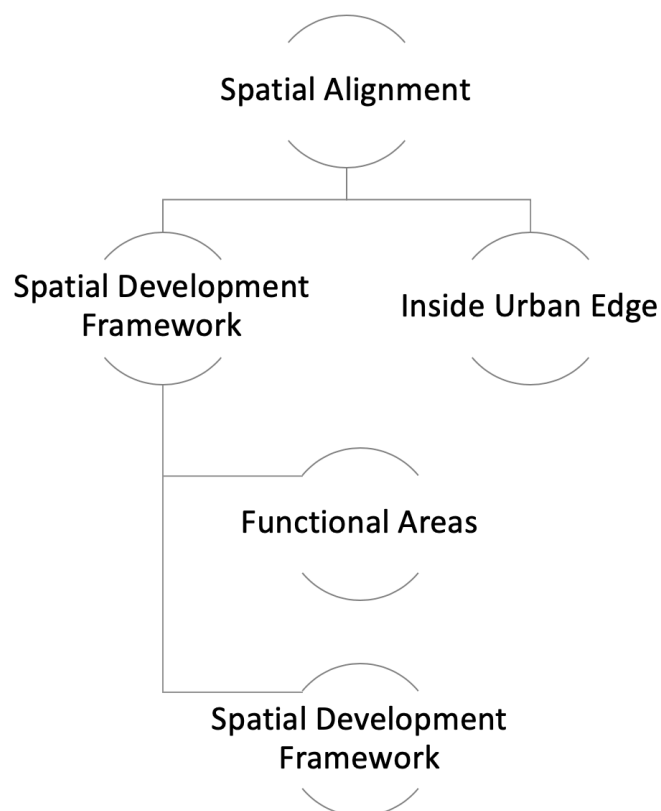 Spatial Alignment
Spatial Development
Framework
Inside Urban Edge
Functional Areas
Spatial Development
Framework